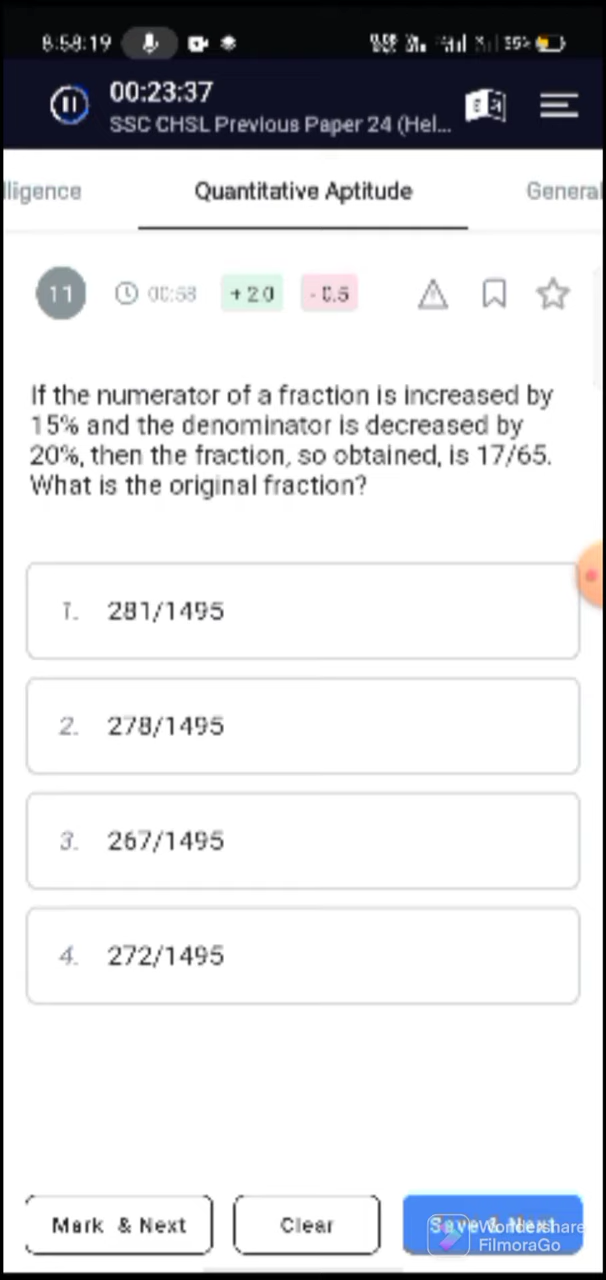 8:58:19
35%
00:23:37
SSC CHSL Previous Paper 24 (Hel...
lligence Quantitative Aptitude General
11 00:58 + 2.0 - 0.5
If the numerator of a fraction is increased by
15% and the denominator is decreased by
20%, then the fraction, so obtained, is 17/65.
What is the original fraction?
1. 281/1495
2. 278/1495
3. 267/1495
4. 272/1495
Mark & Next Clear Save & Next
Wondershare
FilmoraGo